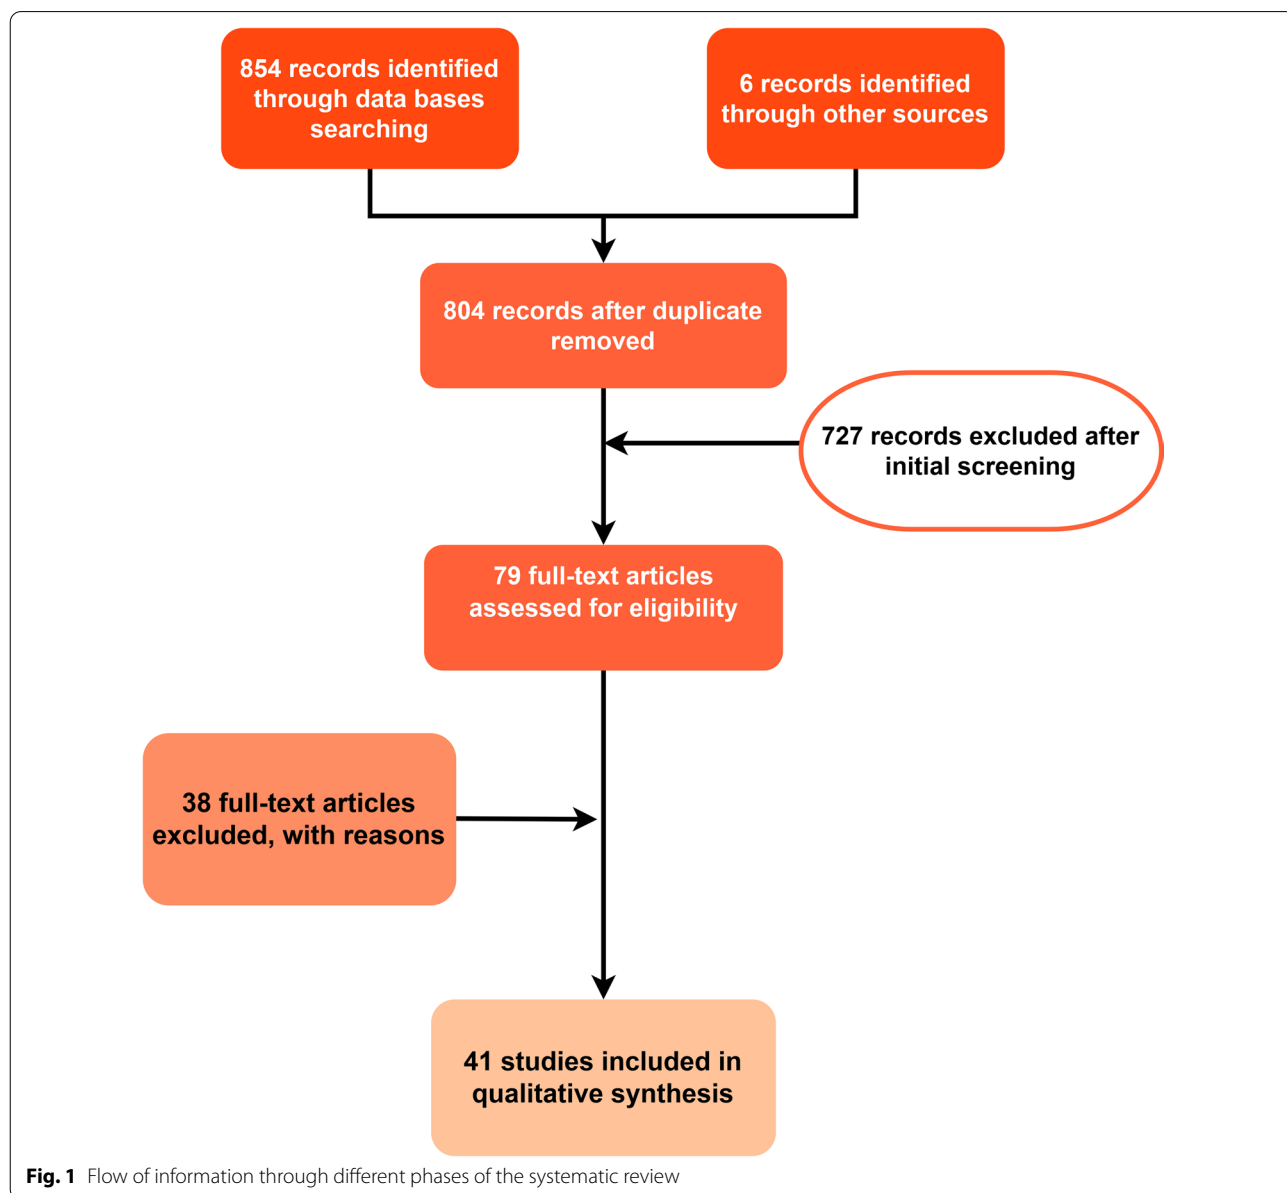 854 records identified
through data bases
searching
6 records identified
through other sources
804 records after duplicate
removed
727 records excluded after
initial screening
79 full-text articles
assessed for eligibility
38 full-text articles
excluded, with reasons
41 studies included in
qualitative synthesis
Fig. 1 Flow of information through different phases of the systematic review